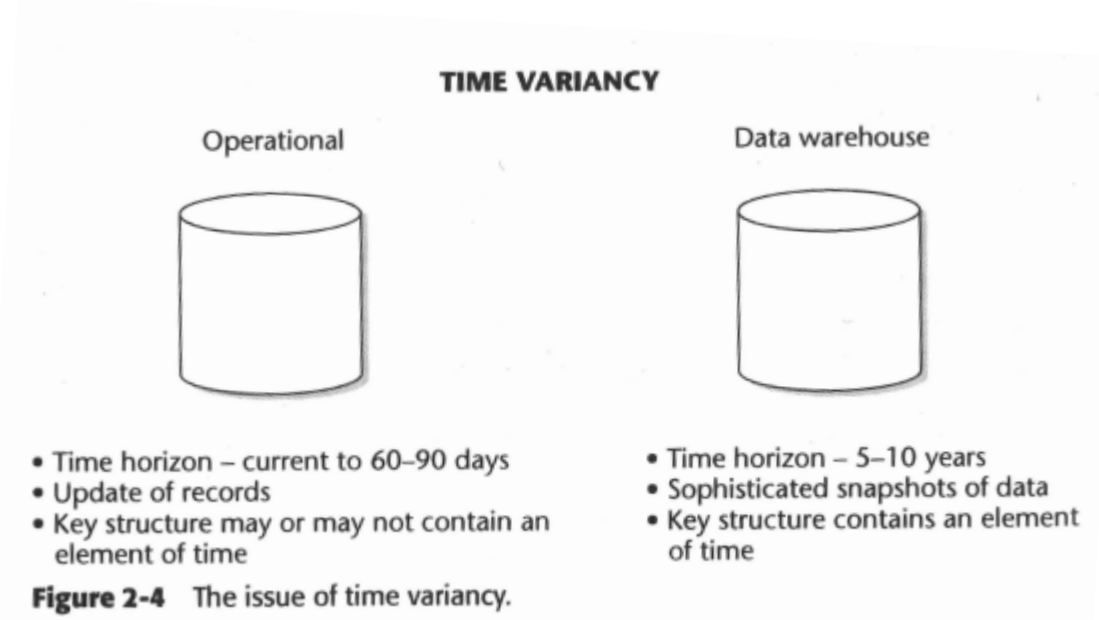 TIME VARIANCY
Operational
Data warehouse
• Time horizon – current to 60–90 days
• Update of records
• Key structure may or may not contain an
element of time
• Time horizon – 5–10 years
• Sophisticated snapshots of data
• Key structure contains an element
of time
Figure 2-4 The issue of time variancy.